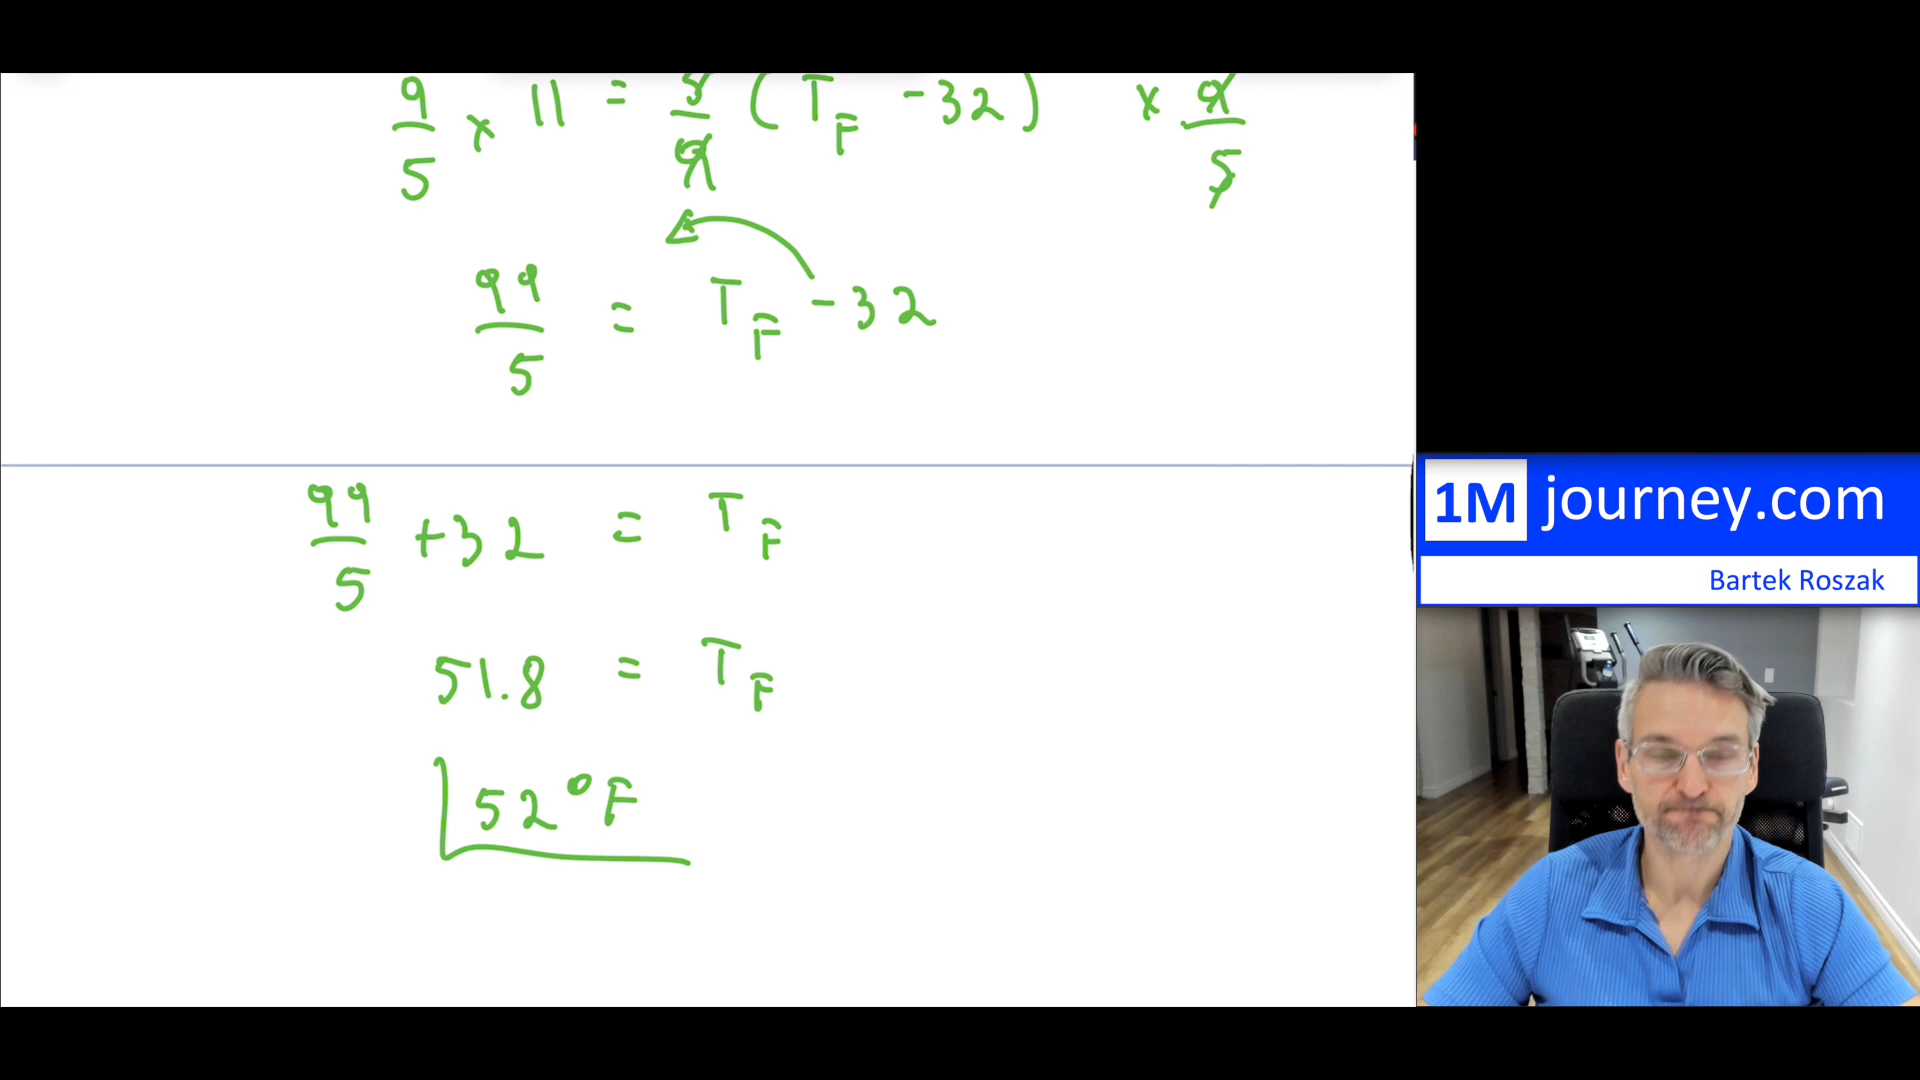 9/5 × 11 = 5/9 (T_F - 32) × 9/5
99/5 = T_F - 32
99/5 + 32 = T_F
51.8 = T_F
52°F
1M journey.com
Bartek Roszak